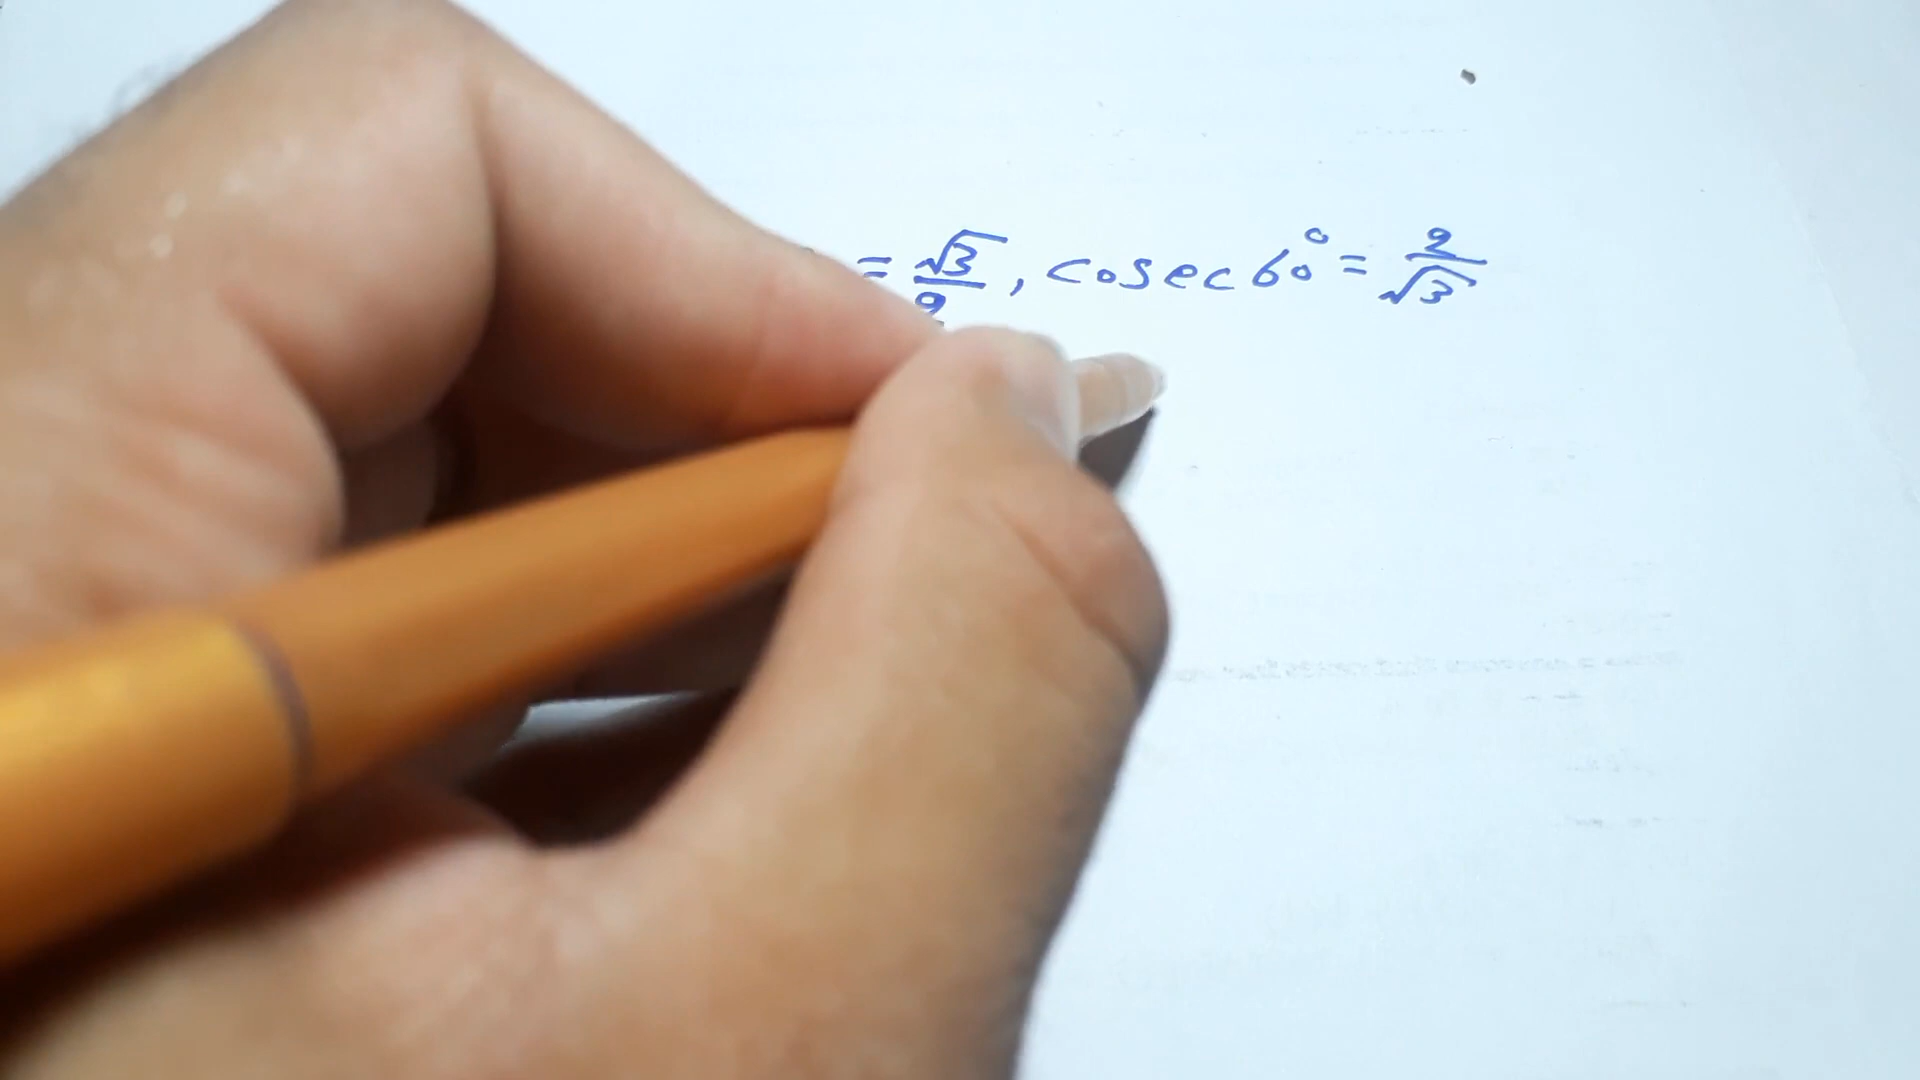 = √3/2, cosec 60° = 2/√3